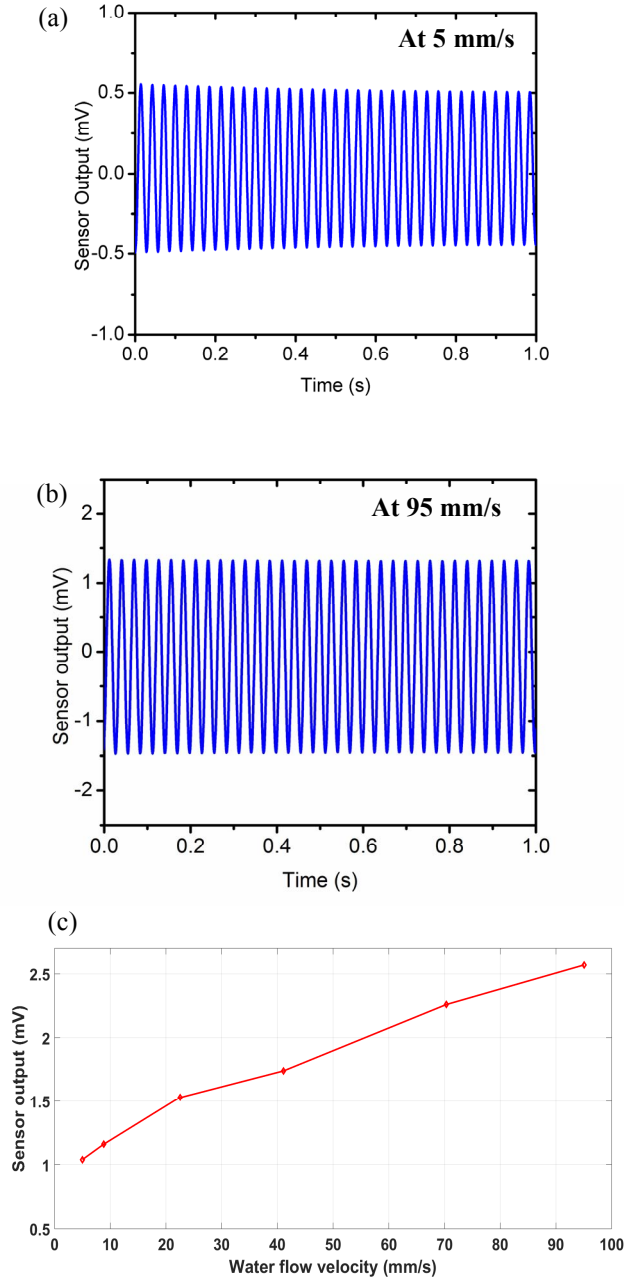 (a)
At 5 mm/s
1.0
0.5
0.0
-0.5
-1.0
Sensor Output (mV)
0.0 0.2 0.4 0.6 0.8 1.0
Time (s)
(b)
At 95 mm/s
2
1
0
-1
-2
Sensor output (mV)
0.0 0.2 0.4 0.6 0.8 1.0
Time (s)
(c)
2.5
2
1.5
1
0.5
Sensor output (mV)
0 10 20 30 40 50 60 70 80 90 100
Water flow velocity (mm/s)